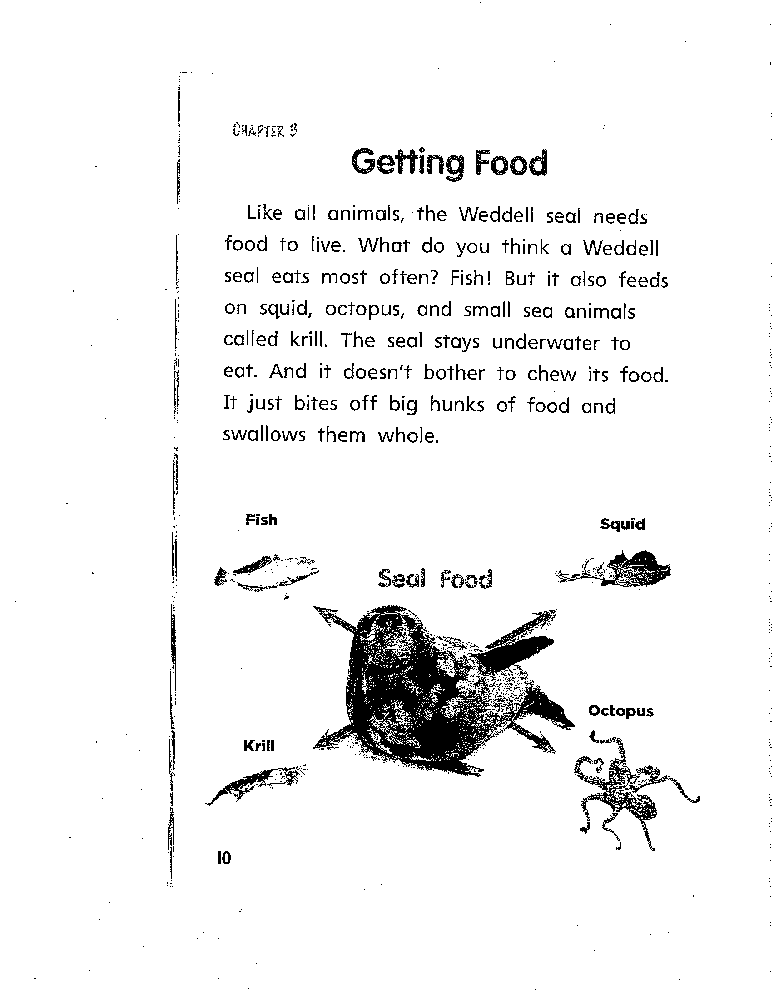 CHAPTER 3
Getting Food
Like all animals, the Weddell seal needs
food to live. What do you think a Weddell
seal eats most often? Fish! But it also feeds
on squid, octopus, and small sea animals
called krill. The seal stays underwater to
eat. And it doesn't bother to chew its food.
It just bites off big hunks of food and
swallows them whole.
Fish
Squid
Seal Food
Octopus
Krill
10